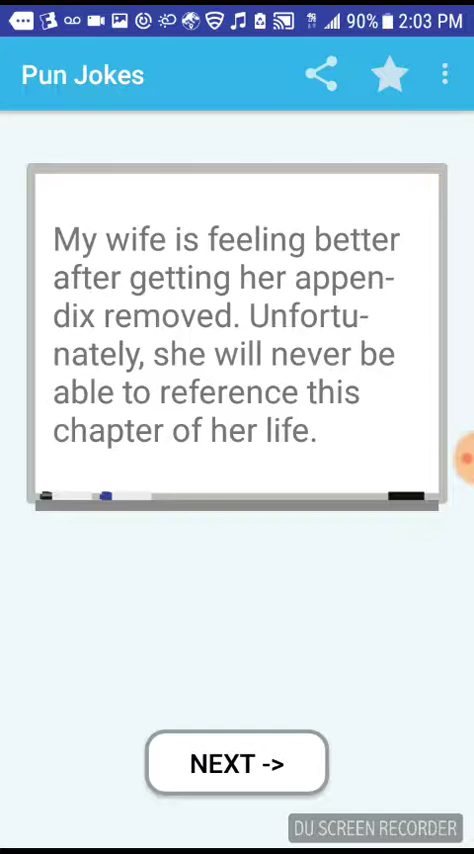 90% 2:03 PM
Pun Jokes
My wife is feeling better
after getting her appen-
dix removed. Unfortu-
nately, she will never be
able to reference this
chapter of her life.
NEXT ->
DU SCREEN RECORDER